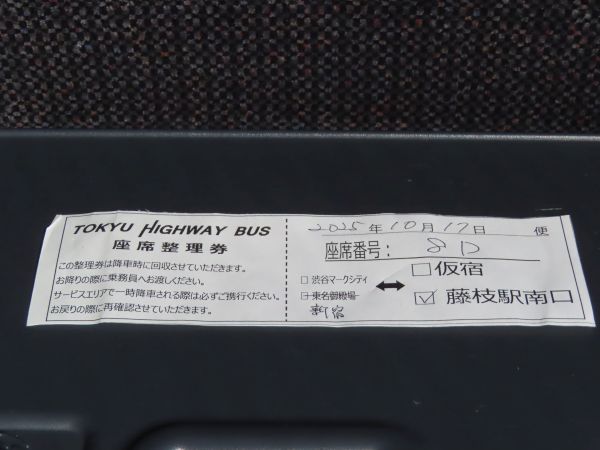 TOKYU HIGHWAY BUS
座席整理券
この整理券は降車時に回収させていただきます。
お降りの際に乗務員へお渡しください。
サービスエリアで一時降車される際は必ずご携行ください。
お戻りの際に再確認させていただきます。
2025年10月17日 便
座席番号: 8D
□渋谷マークシティ
□東名御殿場
新宿
↔
□仮宿
☑藤枝駅南口